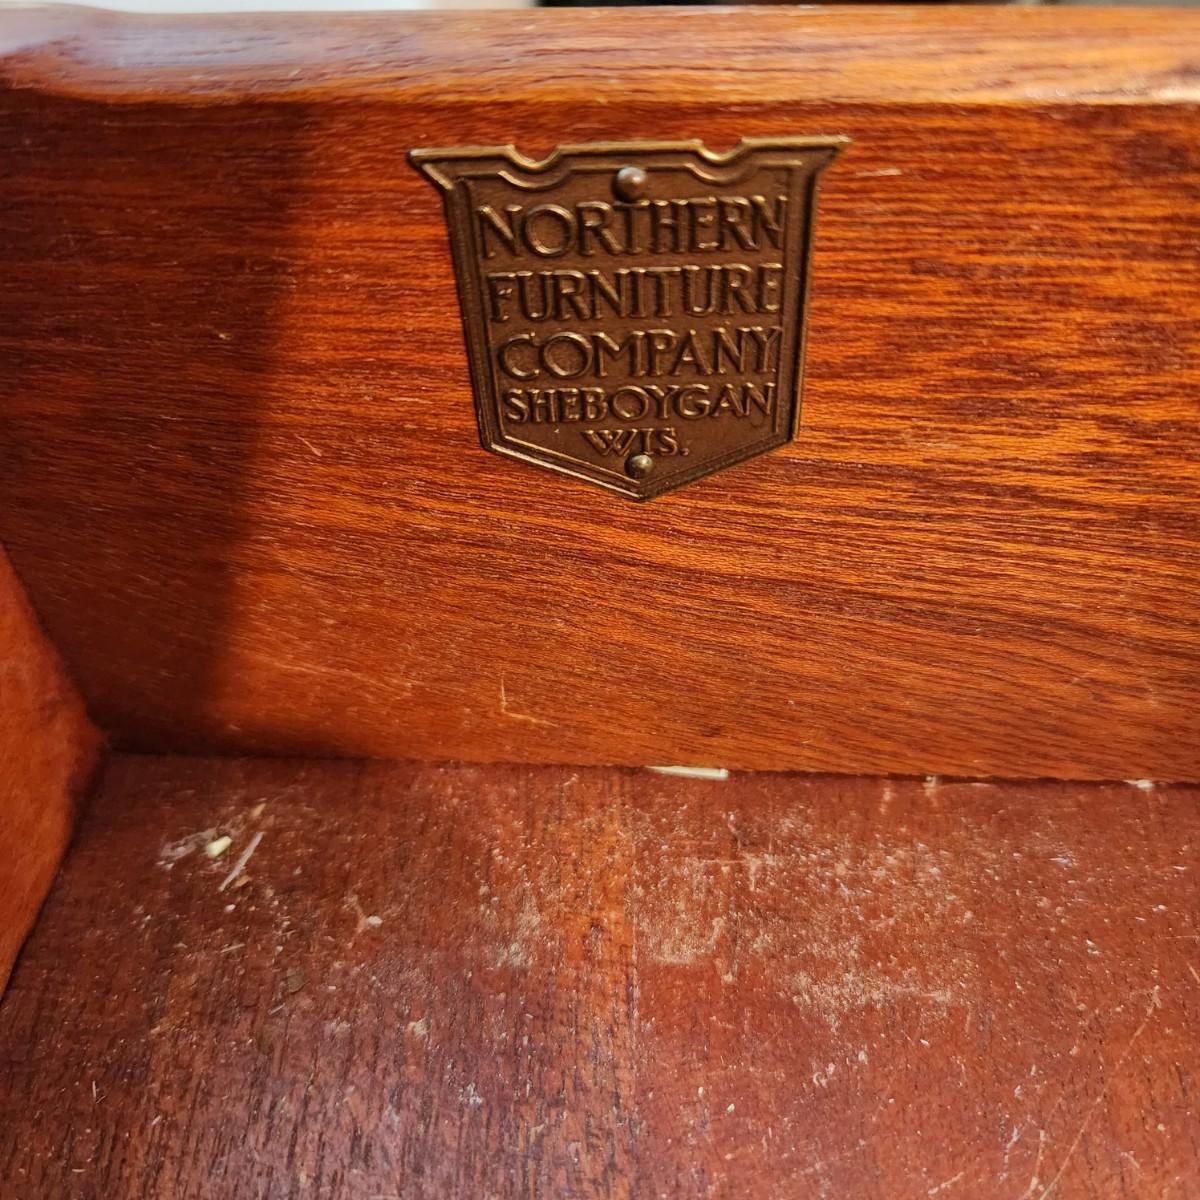 NORTHERN
FURNITURE
COMPANY
SHEBOYGAN
WIS.